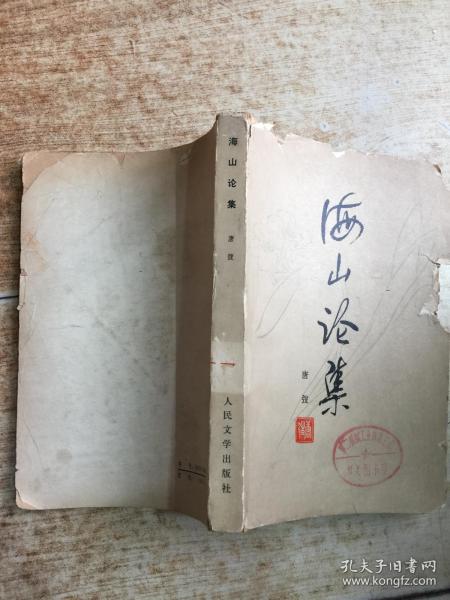 海山论集
唐弢
人民文学出版社
海山论集
唐弢
孔夫子旧书网
www.kongfz.com